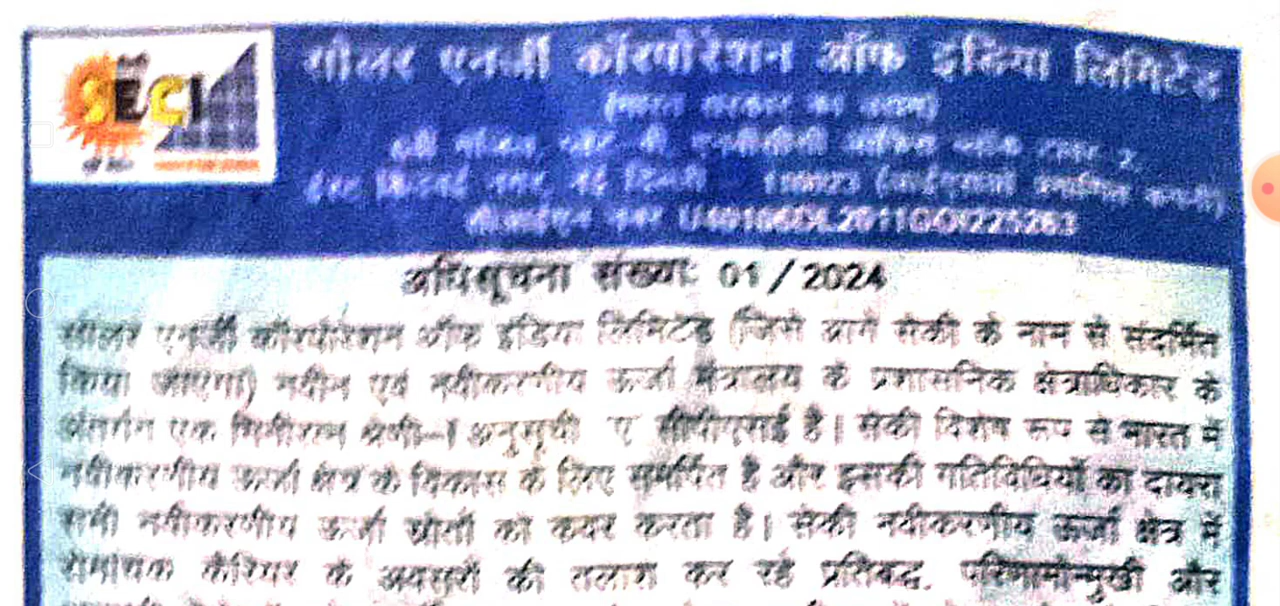 SECI
सोलर एनर्जी कॉरपोरेशन ऑफ इंडिया लिमिटेड
(भारत सरकार का उद्यम)
नई दिल्ली
अधिसूचना संख्या: 01 / 2024
सोलर एनर्जी कॉरपोरेशन ऑफ इंडिया लिमिटेड (जिसे आगे सेकी के नाम से संदर्भित
किया जाएगा) नवीन एवं नवीकरणीय ऊर्जा मंत्रालय के प्रशासनिक क्षेत्राधिकार के
अंतर्गत एक मिनीरत्न श्रेणी–I अनुसूची 'ए' सीपीएसई है। सेकी विशेष रूप से भारत में
नवीकरणीय ऊर्जा क्षेत्र के विकास के लिए समर्पित है और इसकी गतिविधियों का दायरा
सभी नवीकरणीय ऊर्जा स्रोतों को कवर करता है। सेकी नवीकरणीय ऊर्जा क्षेत्र में
रोमांचक कैरियर के अवसरों की तलाश कर रहे प्रतिबद्ध, परिणामोन्मुखी और